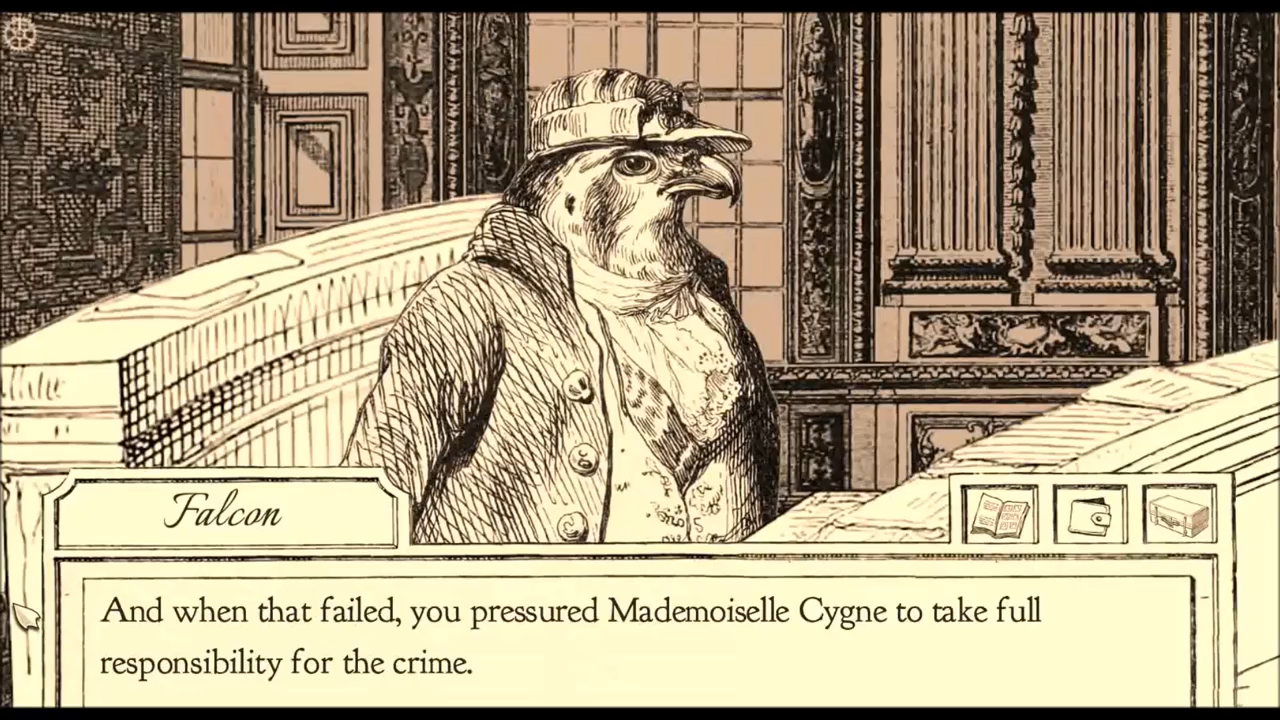 Falcon
And when that failed, you pressured Mademoiselle Cygne to take full
responsibility for the crime.